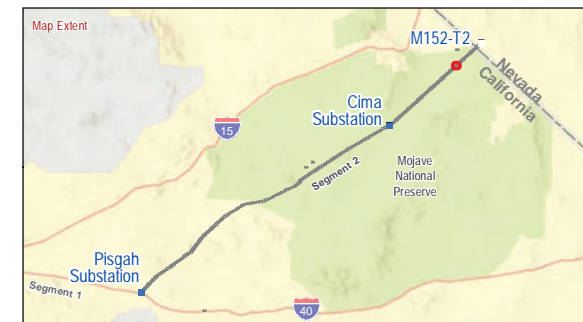 Map Extent
M152-T2
Nevada
California
Cima
Substation
15
Segment 2
Mojave
National
Preserve
Pisgah
Substation
Segment 1
40